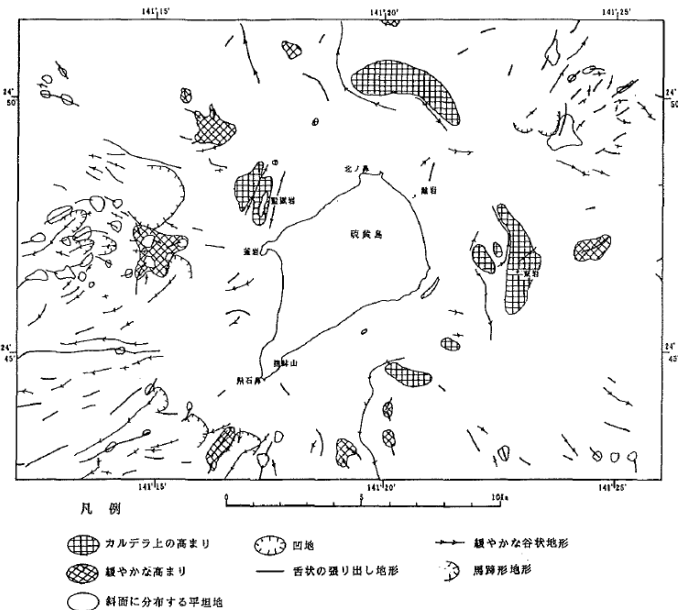 141°15′
141°20′
141°25′
24°
50′
24°
50′
北ノ鼻
監獄岩
硫黄島
釜岩
東岩
24°
45′
24°
45′
摺鉢山
翁石鼻
141°15′
141°20′
141°25′
凡 例
0
5
10km
カルデラ上の高まり
凹地
緩やかな谷状地形
緩やかな高まり
舌状の張り出し地形
馬蹄形地形
斜面に分布する平坦地